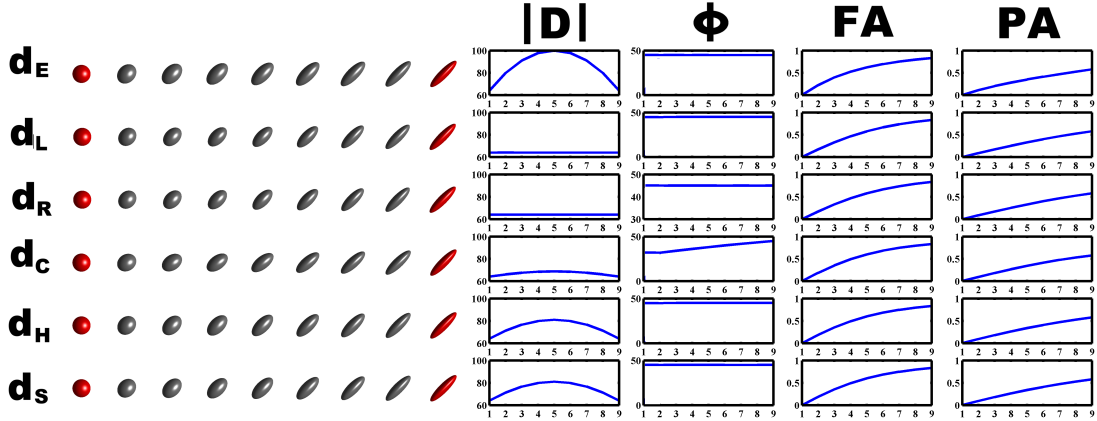 |D| Φ FA PA
100 50 1 1
d_E 80 0.5 0.5
60 0 0 0
1 2 3 4 5 6 7 8 9 1 2 3 4 5 6 7 8 9 1 2 3 4 5 6 7 8 9 1 2 3 4 5 6 7 8 9
100 50 1 1
d_L 80 0.5 0.5
60 0 0 0
1 2 3 4 5 6 7 8 9 1 2 3 4 5 6 7 8 9 1 2 3 4 5 6 7 8 9 1 2 3 4 5 6 7 8 9
100 50 1 1
d_R 80 40 0.5 0.5
60 30 0 0
1 2 3 4 5 6 7 8 9 1 2 3 4 5 6 7 8 9 1 2 3 4 5 6 7 8 9 1 2 3 4 5 6 7 8 9
100 50 1 1
d_C 80 0.5 0.5
60 0 0 0
1 2 3 4 5 6 7 8 9 1 2 3 4 5 6 7 8 9 1 2 3 4 5 6 7 8 9 1 2 3 4 5 6 7 8 9
100 50 1 1
d_H 80 0.5 0.5
60 0 0 0
1 2 3 4 5 6 7 8 9 1 2 3 4 5 6 7 8 9 1 2 3 4 5 6 7 8 9 1 2 3 4 5 6 7 8 9
100 50 1 1
d_S 80 0.5 0.5
60 0 0 0
1 2 3 4 5 6 7 8 9 1 2 3 4 5 6 7 8 9 1 2 3 4 5 6 7 8 9 1 2 3 8 5 6 7 8 9